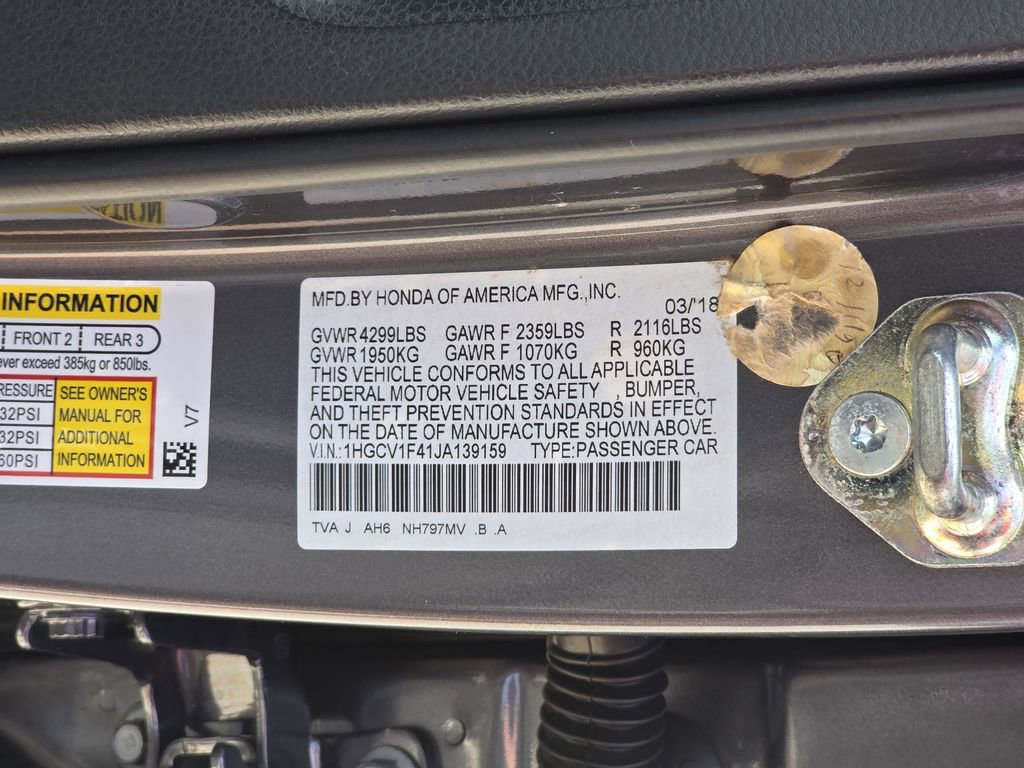 INFORMATION
FRONT 2 REAR 3
ever exceed 385kg or 850lbs.
RESSURE SEE OWNER'S
32PSI MANUAL FOR
32PSI ADDITIONAL
60PSI INFORMATION
V7
MFD.BY HONDA OF AMERICA MFG.,INC. 03/'18
GVWR 4299LBS GAWR F 2359LBS R 2116LBS
GVWR 1950KG GAWR F 1070KG R 960KG
THIS VEHICLE CONFORMS TO ALL APPLICABLE
FEDERAL MOTOR VEHICLE SAFETY , BUMPER,
AND THEFT PREVENTION STANDARDS IN EFFECT
ON THE DATE OF MANUFACTURE SHOWN ABOVE.
V.I.N.:1HGCV1F41JA139159 TYPE:PASSENGER CAR
TVA J AH6 NH797MV .B .A